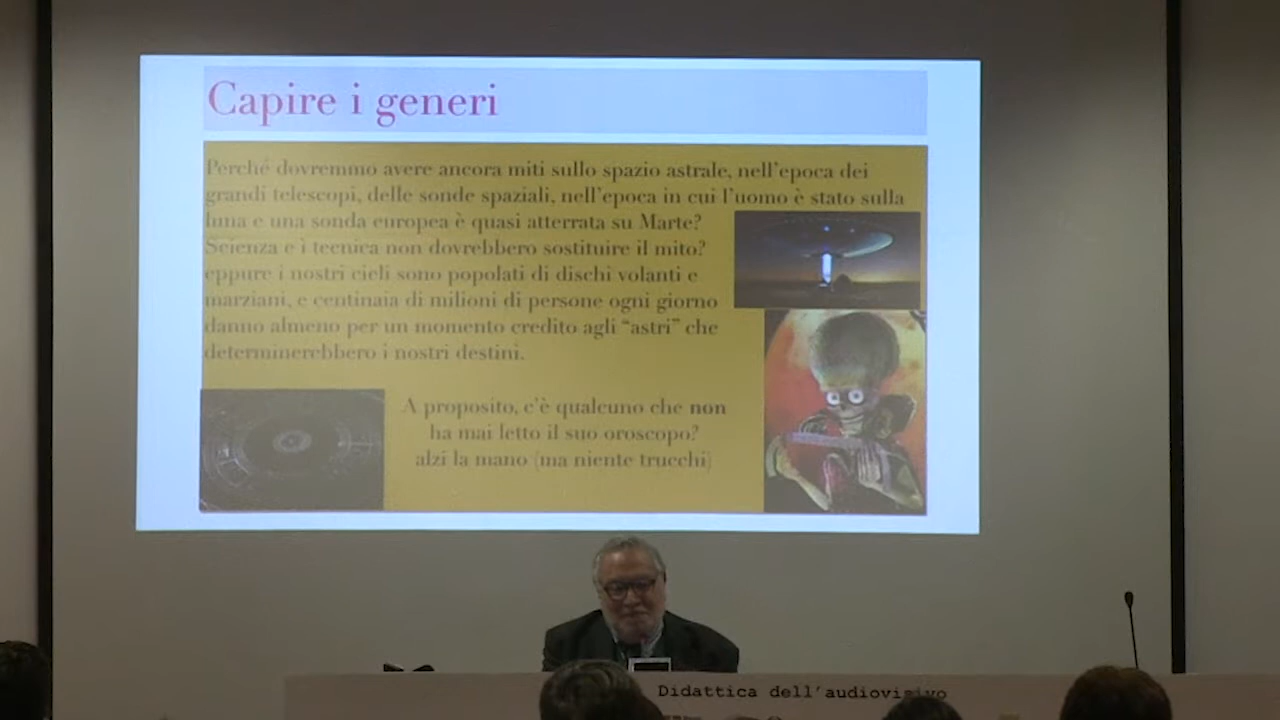 Capire i generi
Perché dovremmo avere ancora miti sullo spazio astrale, nell'epoca dei
grandi telescopi, delle sonde spaziali, nell'epoca in cui l'uomo è stato sulla
luna e una sonda europea è quasi atterrata su Marte?
Scienza e i tecnica non dovrebbero sostituire il mito?
eppure i nostri cieli sono popolati di dischi volanti e
marziani, e centinaia di milioni di persone ogni giorno
danno almeno per un momento credito agli “astri” che
determinerebbero i nostri destini.
A proposito, c'è qualcuno che non
ha mai letto il suo oroscopo?
alzi la mano (ma niente trucchi)
Didattica dell'audiovisivo